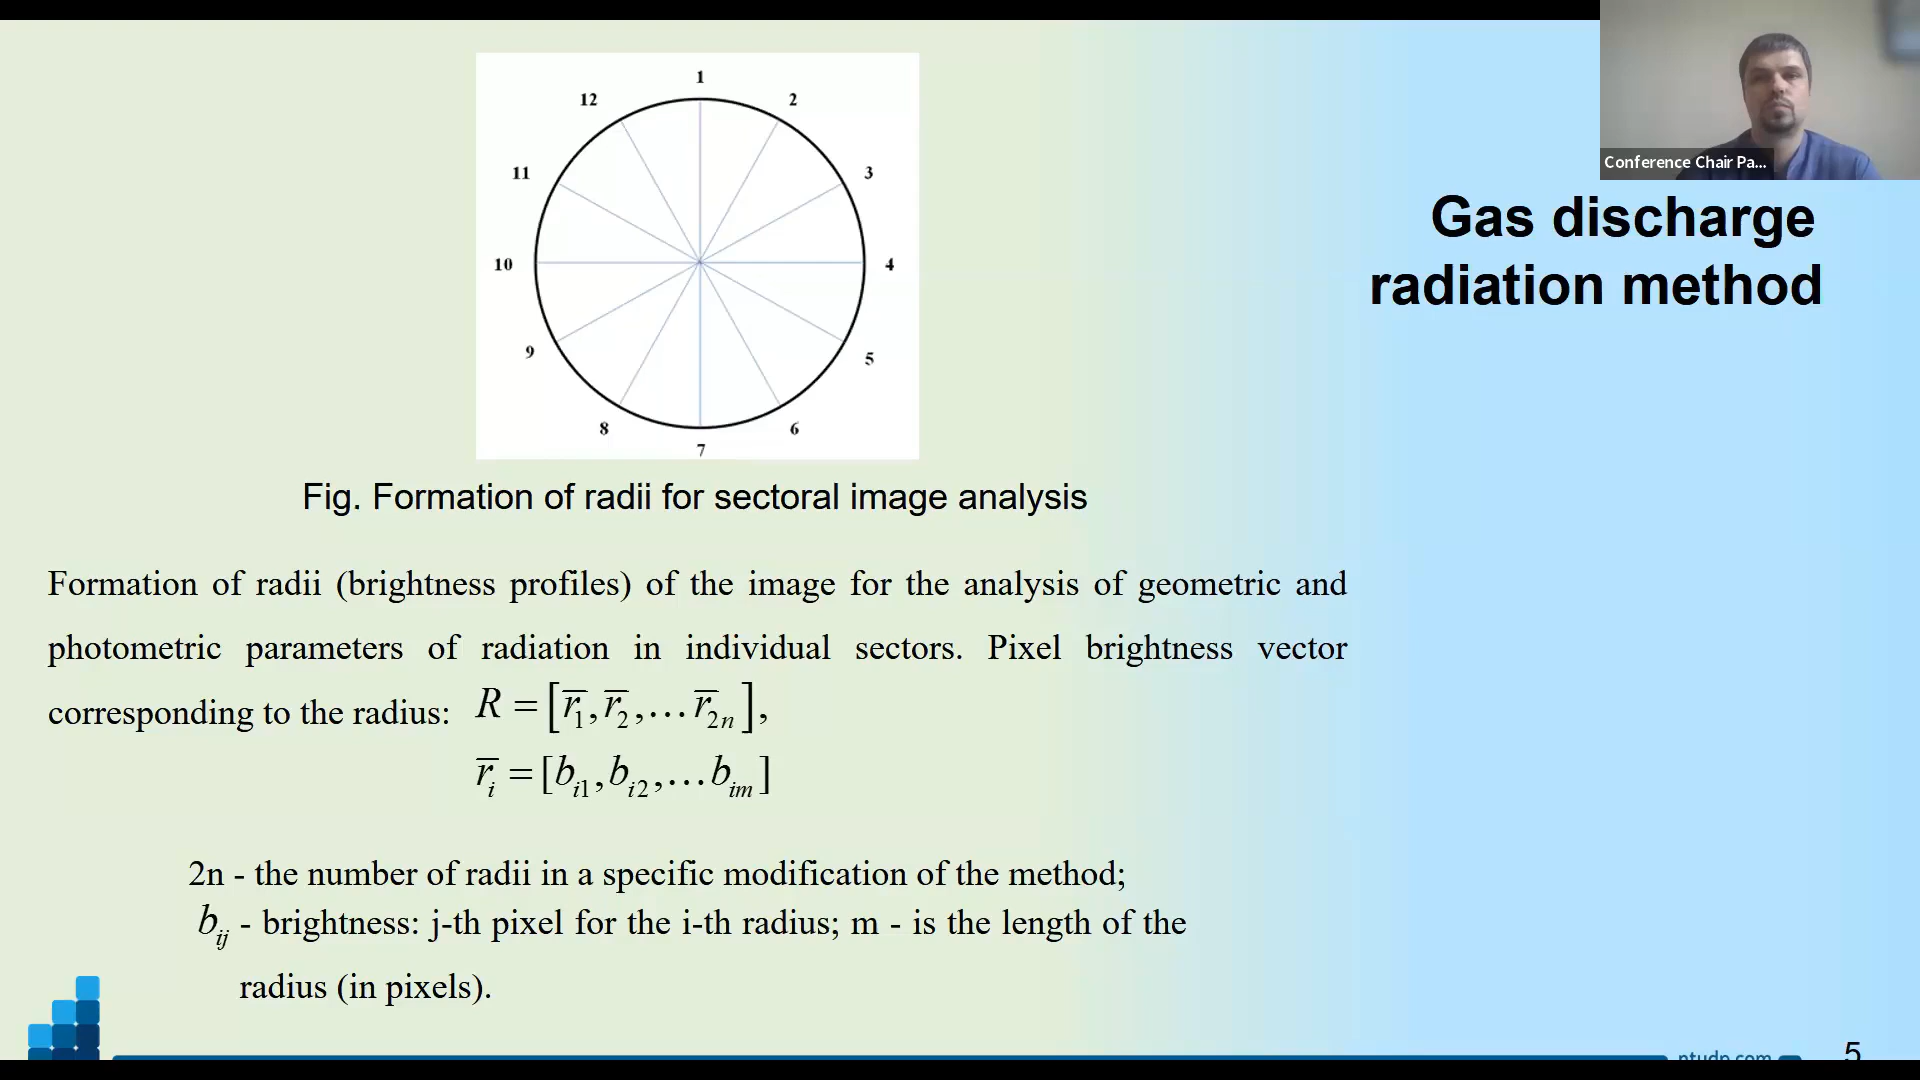 Conference Chair Pa...
Gas discharge
radiation method
1
2
3
4
5
6
7
8
9
10
11
12
Fig. Formation of radii for sectoral image analysis
Formation of radii (brightness profiles) of the image for the analysis of geometric and
photometric parameters of radiation in individual sectors. Pixel brightness vector
corresponding to the radius: R = [r̅₁, r̅₂, … r̅₂ₙ],
r̅ᵢ = [bᵢ₁, bᵢ₂, … bᵢₘ]
2n - the number of radii in a specific modification of the method;
bᵢⱼ - brightness: j-th pixel for the i-th radius; m - is the length of the
radius (in pixels).
ntudp.com
5